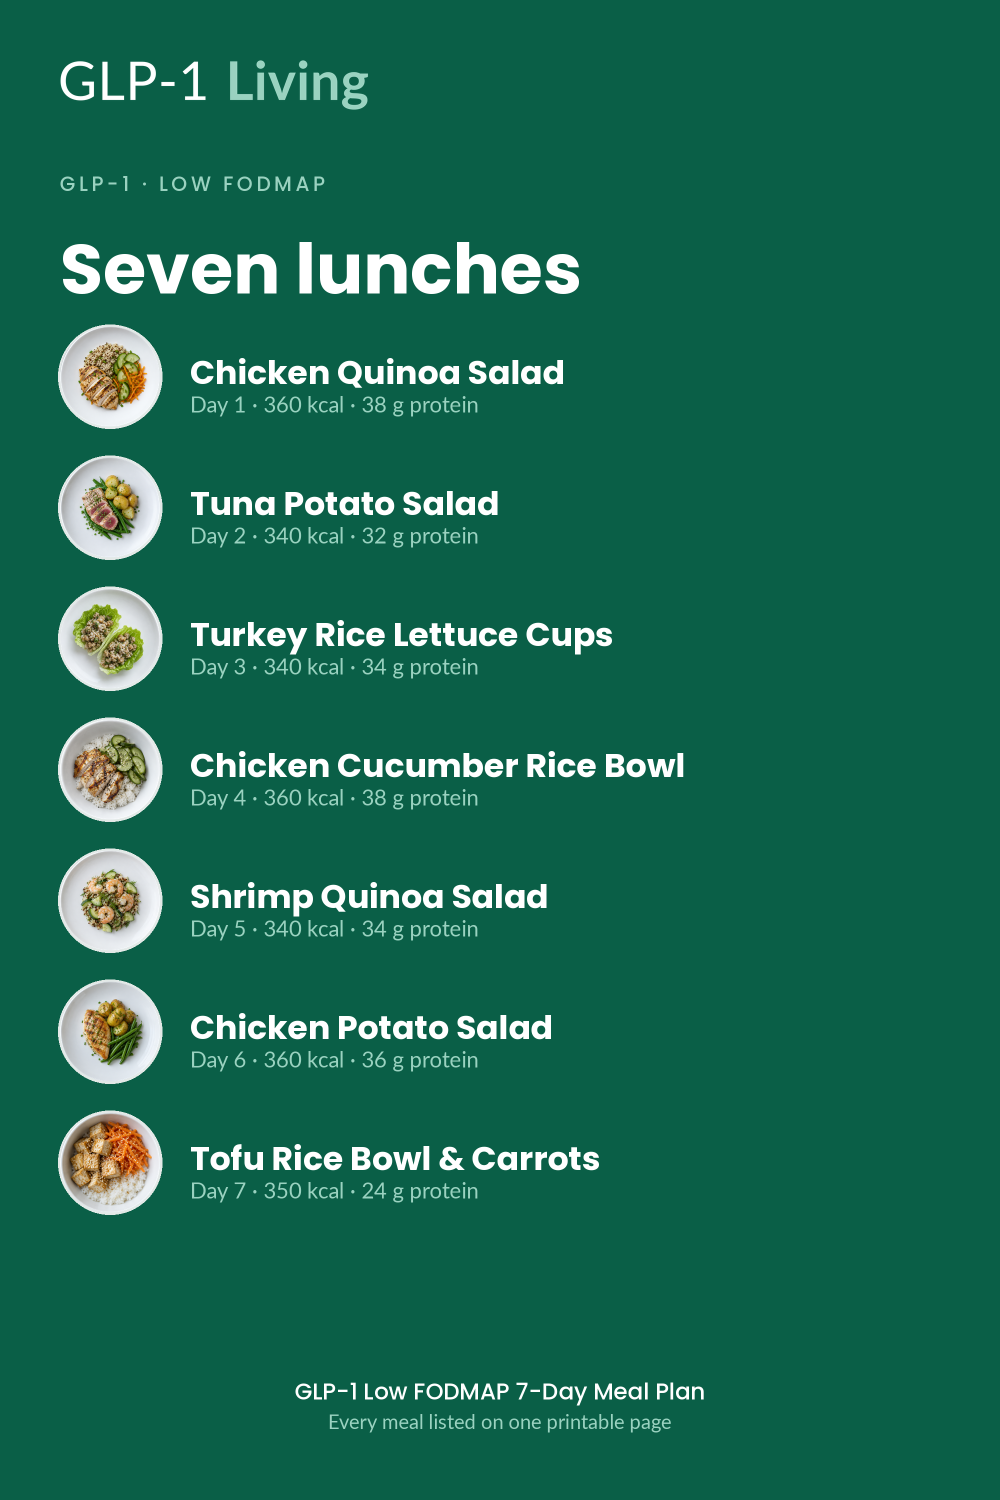 GLP-1 Living
GLP-1 · LOW FODMAP
Seven lunches
Chicken Quinoa Salad
Day 1 · 360 kcal · 38 g protein
Tuna Potato Salad
Day 2 · 340 kcal · 32 g protein
Turkey Rice Lettuce Cups
Day 3 · 340 kcal · 34 g protein
Chicken Cucumber Rice Bowl
Day 4 · 360 kcal · 38 g protein
Shrimp Quinoa Salad
Day 5 · 340 kcal · 34 g protein
Chicken Potato Salad
Day 6 · 360 kcal · 36 g protein
Tofu Rice Bowl & Carrots
Day 7 · 350 kcal · 24 g protein
GLP-1 Low FODMAP 7-Day Meal Plan
Every meal listed on one printable page